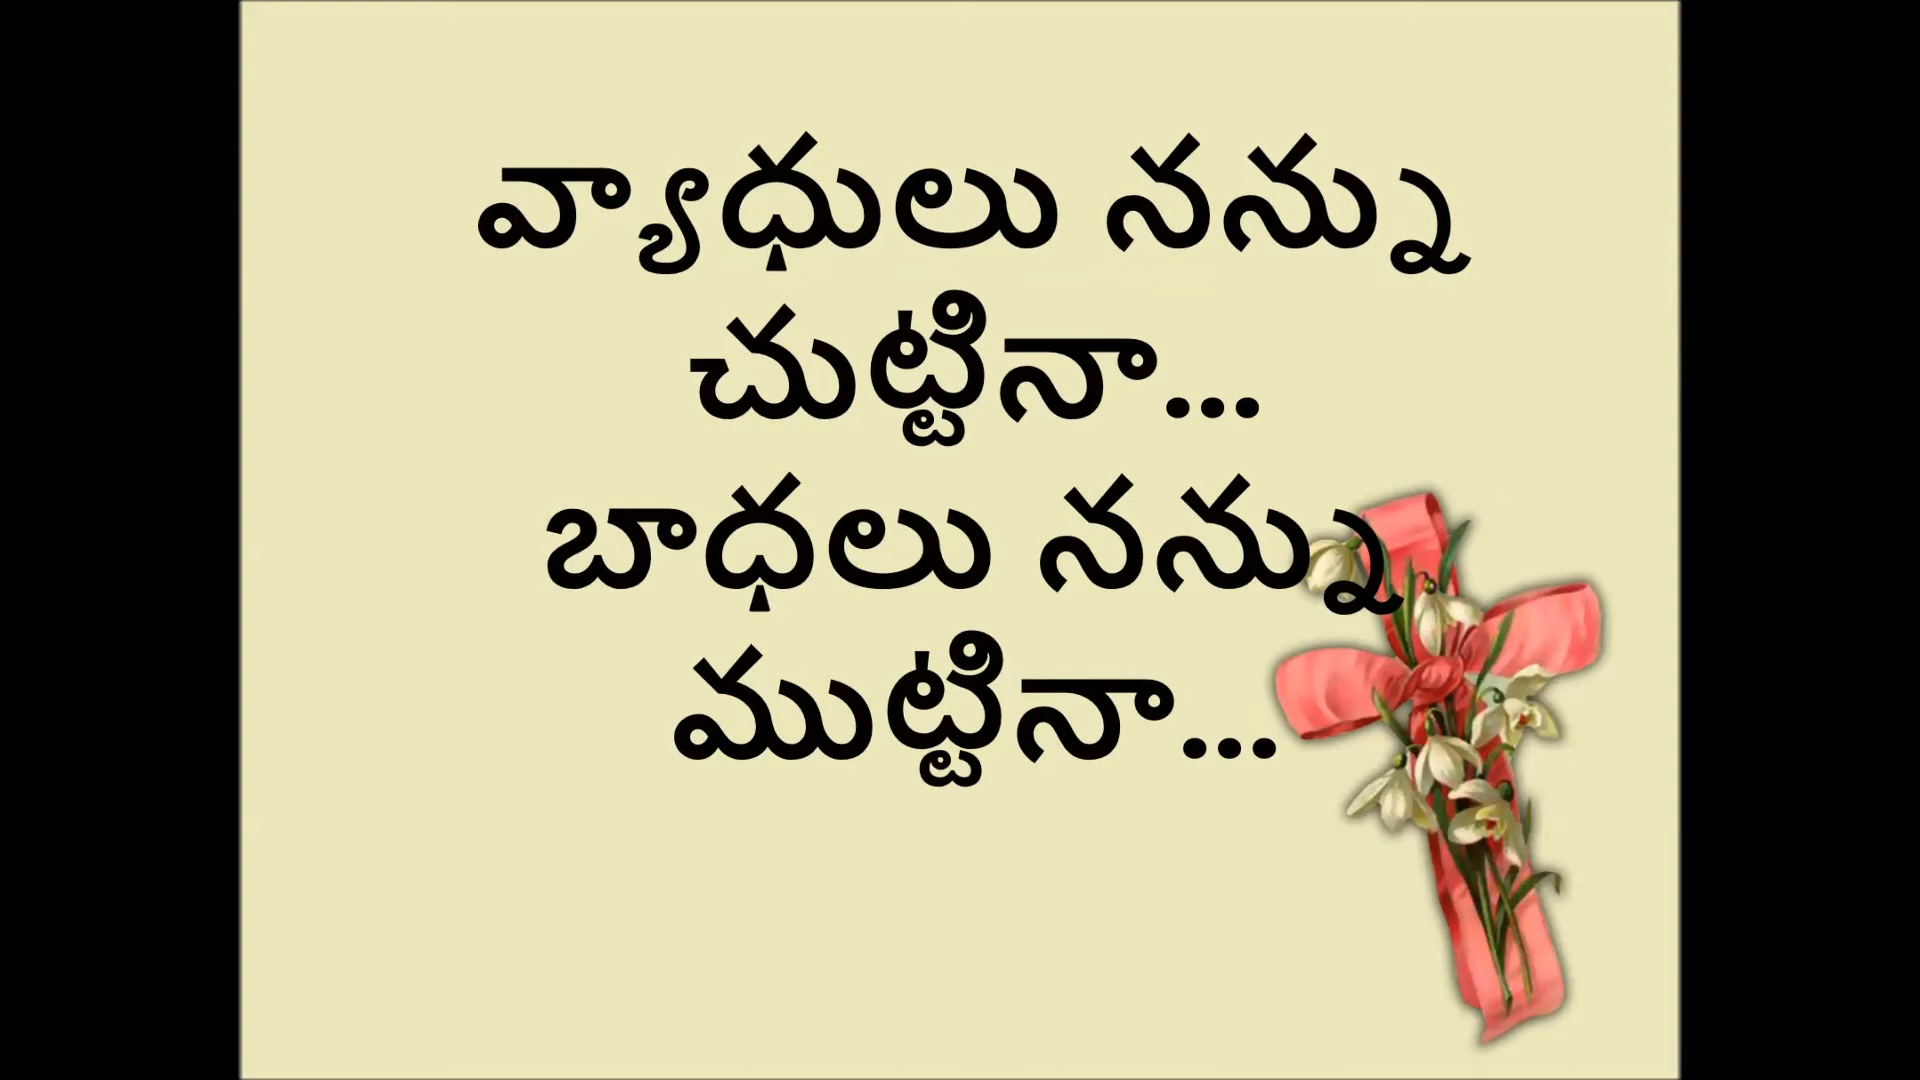 వ్యాధులు నన్ను
చుట్టినా...
బాధలు నన్ను
ముట్టినా...